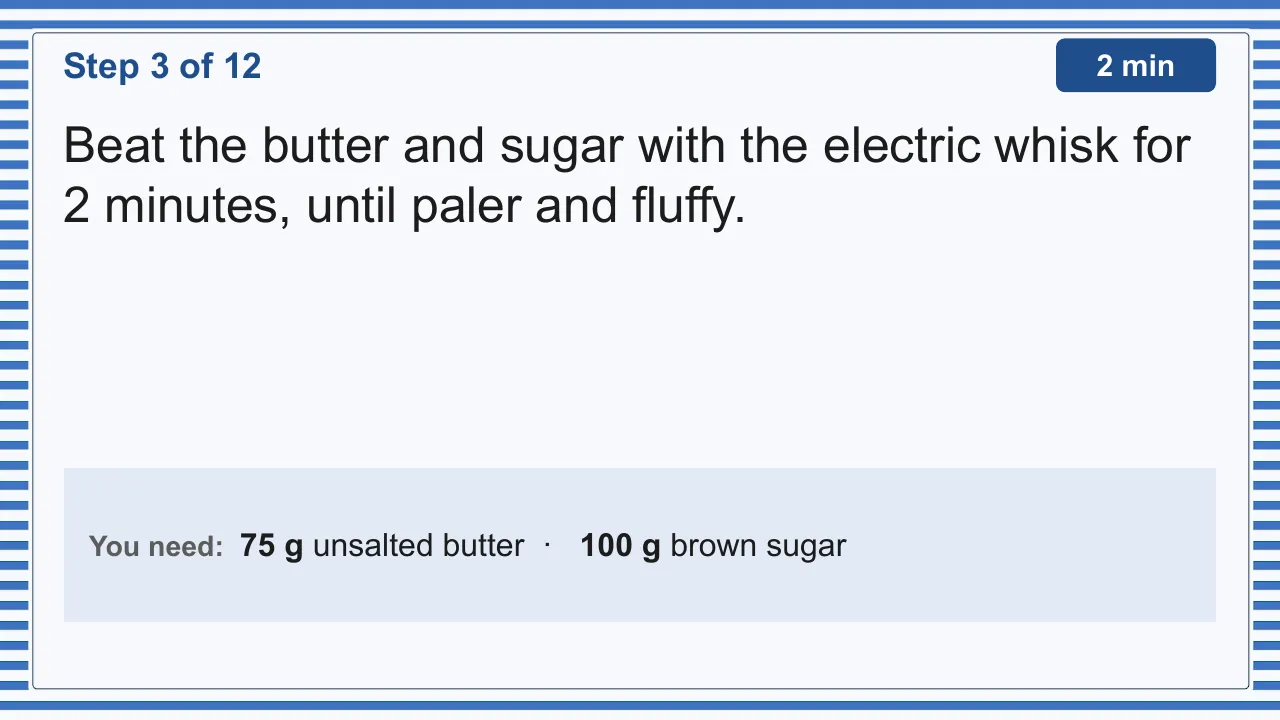 Step 3 of 12
2 min
Beat the butter and sugar with the electric whisk for
2 minutes, until paler and fluffy.
You need: 75 g unsalted butter · 100 g brown sugar